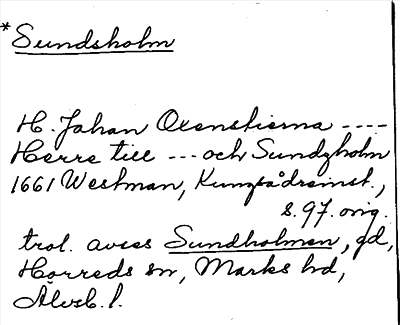 * Sundsholm
H. Johan Oxenstierna ----
Herre till --- och Sundzholm
1661 Westman, Kungsådrainst.,
s. 97. orig.
trol. avses Sundholmen, gd,
Horreds sn, Marks hd,
Älvsb. l.